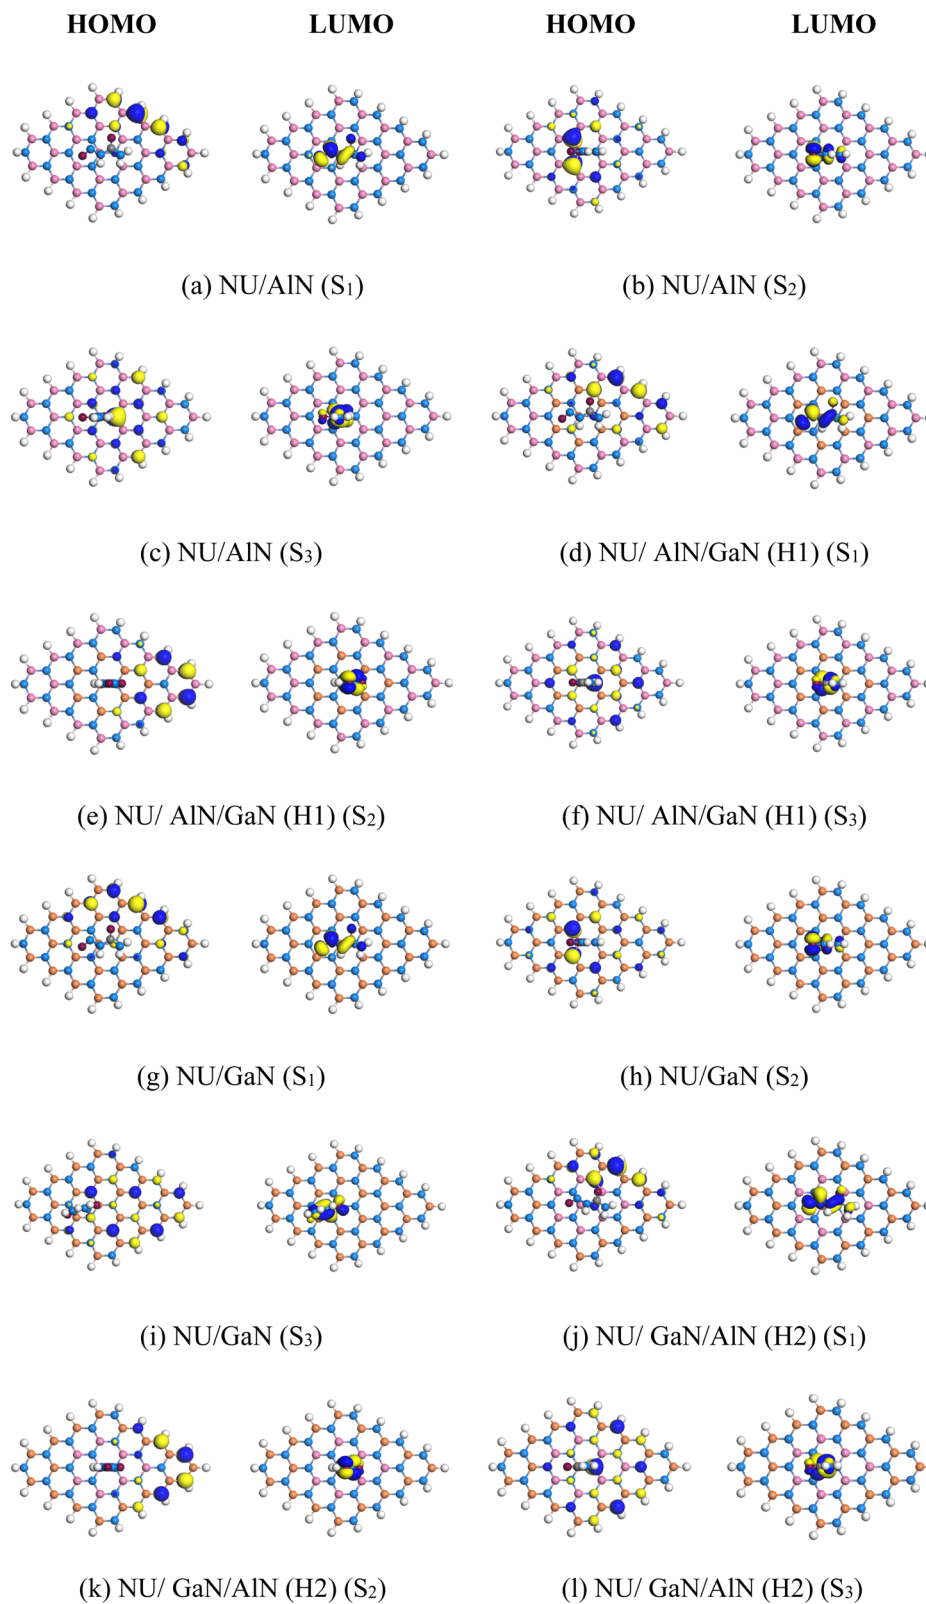 HOMO LUMO HOMO LUMO
(a) NU/AlN (S₁) (b) NU/AlN (S₂)
(c) NU/AlN (S₃) (d) NU/ AlN/GaN (H1) (S₁)
(e) NU/ AlN/GaN (H1) (S₂) (f) NU/ AlN/GaN (H1) (S₃)
(g) NU/GaN (S₁) (h) NU/GaN (S₂)
(i) NU/GaN (S₃) (j) NU/ GaN/AlN (H2) (S₁)
(k) NU/ GaN/AlN (H2) (S₂) (l) NU/ GaN/AlN (H2) (S₃)